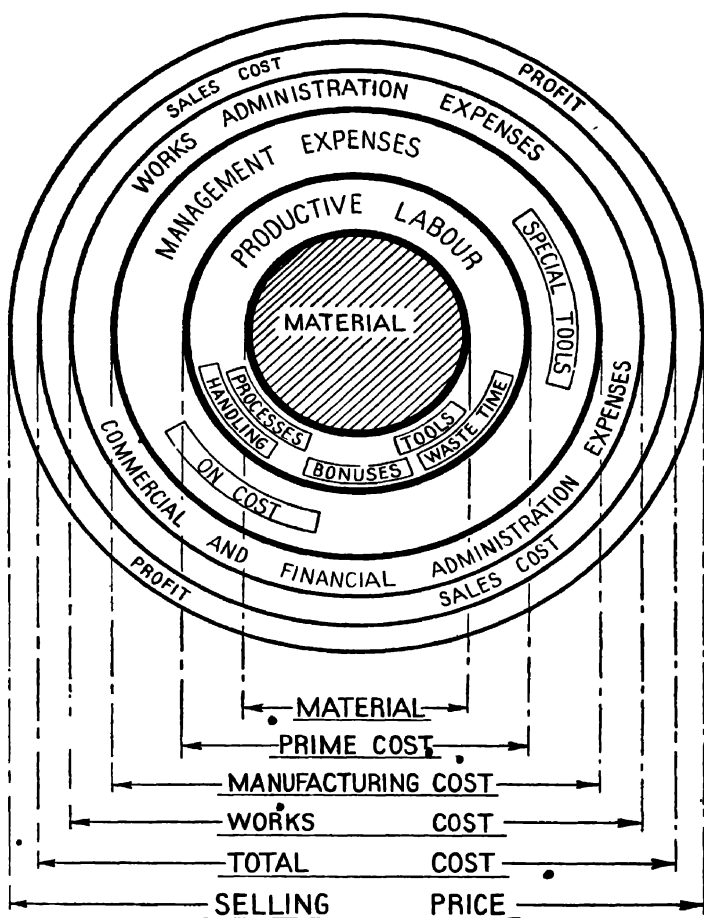 PROFIT
SALES COST
WORKS ADMINISTRATION EXPENSES
MANAGEMENT EXPENSES
PRODUCTIVE LABOUR
SPECIAL TOOLS
MATERIAL
PROCESSES
HANDLING
TOOLS
WASTE TIME
BONUSES
ON COST
COMMERCIAL AND FINANCIAL ADMINISTRATION EXPENSES
SALES COST
PROFIT
MATERIAL
PRIME COST
MANUFACTURING COST
WORKS COST
TOTAL COST
SELLING PRICE